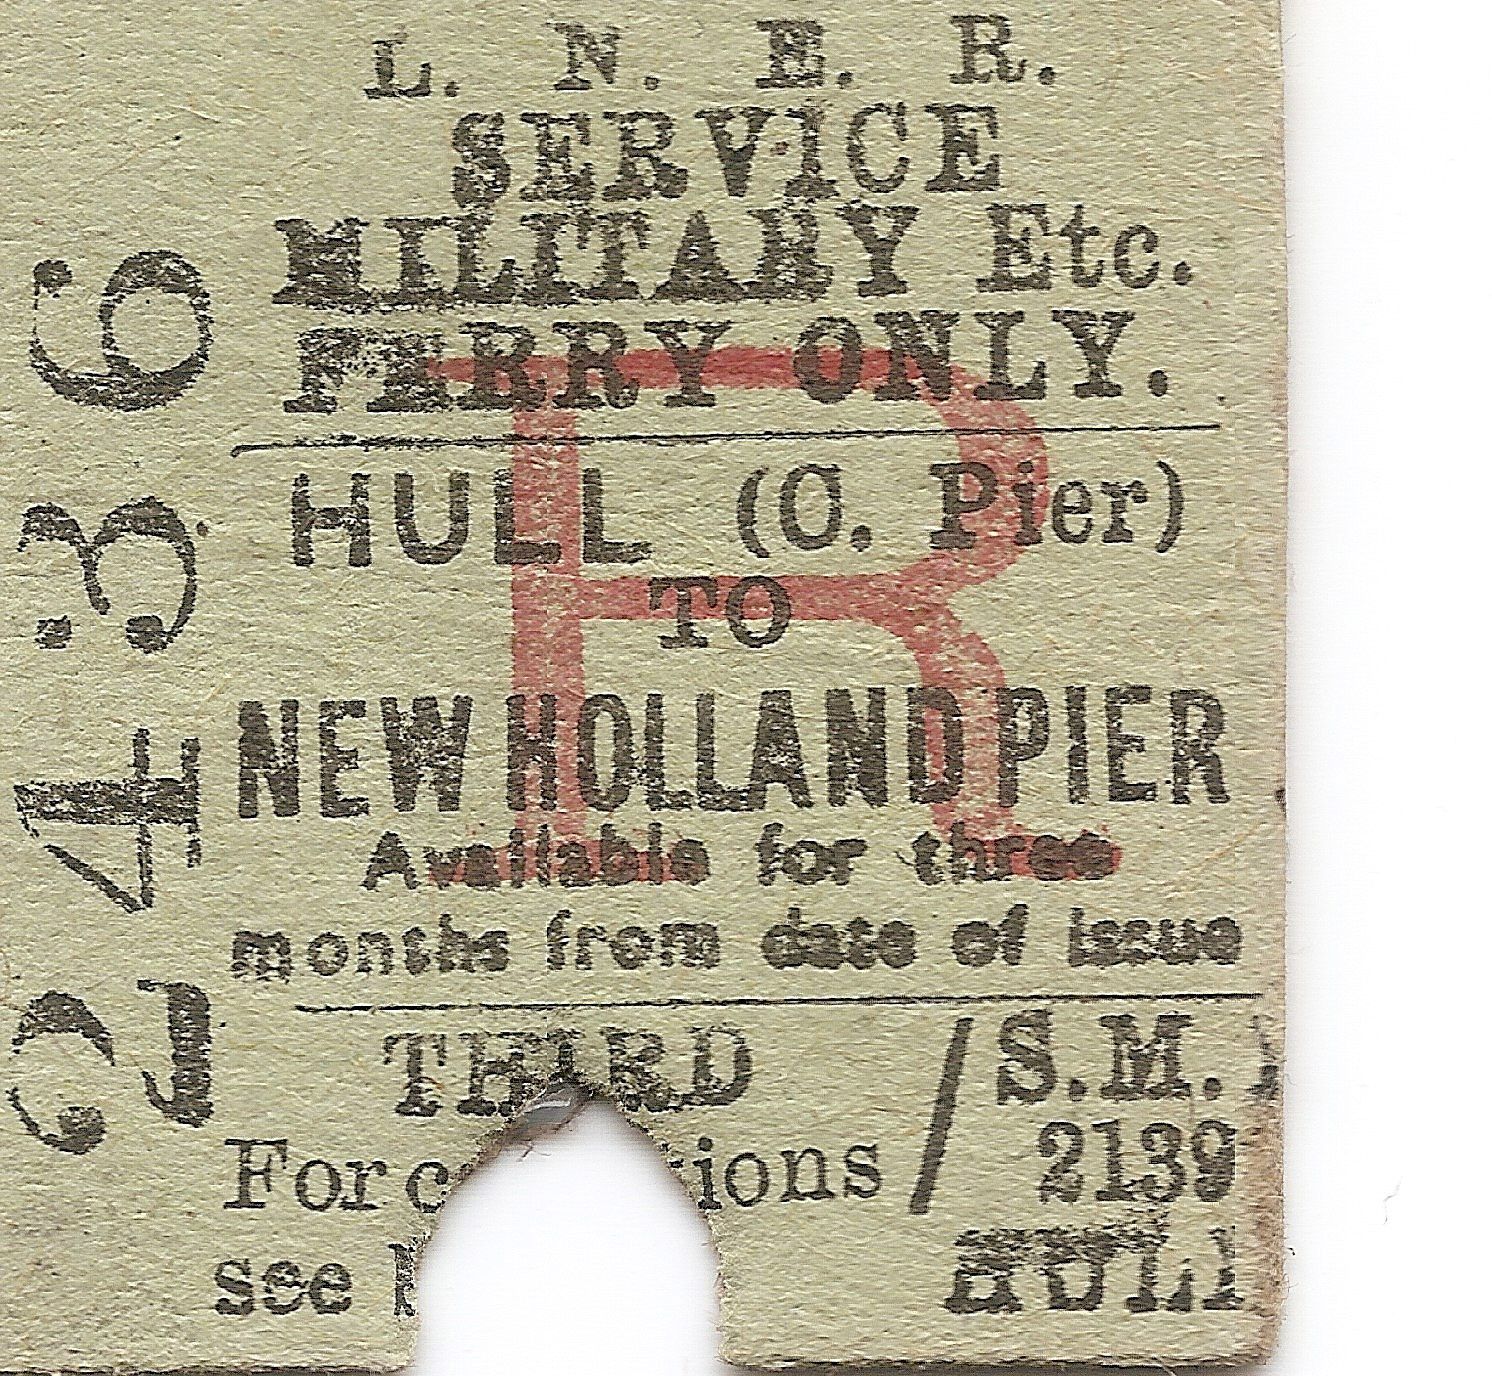 L. N. E. R.
SERVICE
MILITARY Etc.
FERRY ONLY.
HULL (C. Pier)
TO
NEW HOLLAND PIER
Available for three
months from date of issue
THIRD
For
see
/
S.M.
2139
HULL
R
2436